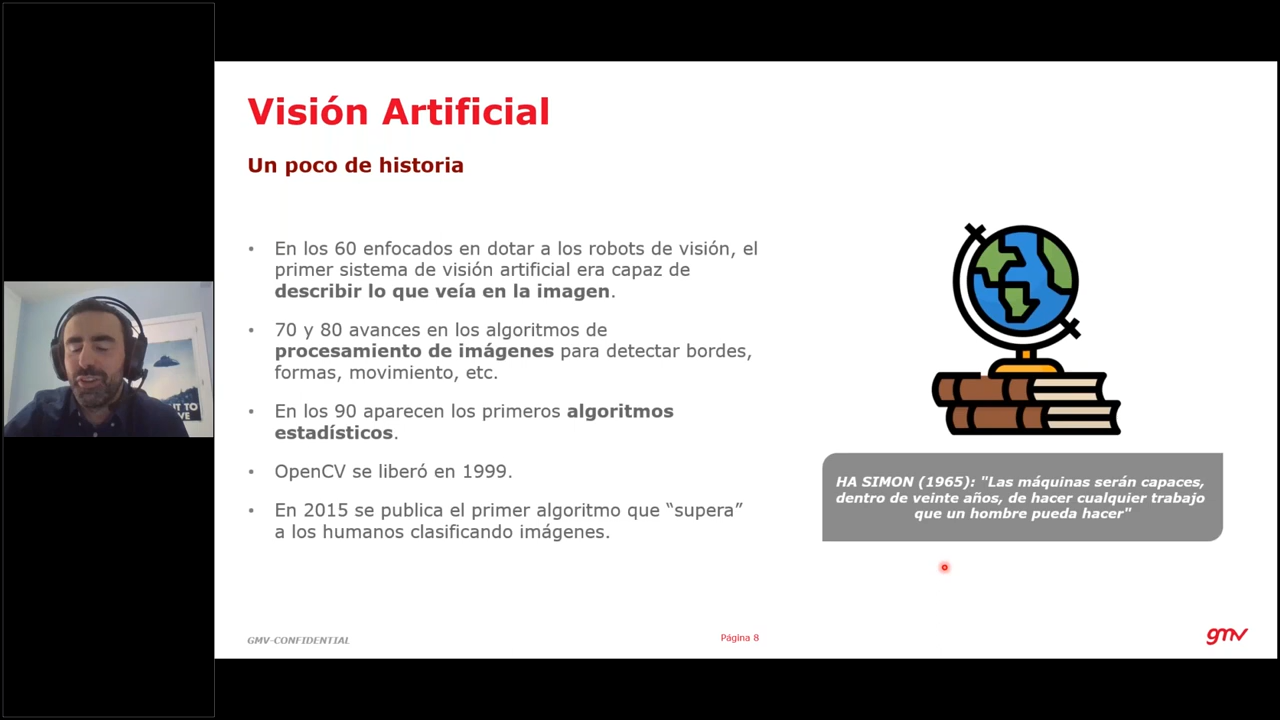 Visión Artificial
Un poco de historia
• En los 60 enfocados en dotar a los robots de visión, el
primer sistema de visión artificial era capaz de
describir lo que veía en la imagen.
• 70 y 80 avances en los algoritmos de
procesamiento de imágenes para detectar bordes,
formas, movimiento, etc.
• En los 90 aparecen los primeros algoritmos
estadísticos.
• OpenCV se liberó en 1999.
• En 2015 se publica el primer algoritmo que “supera”
a los humanos clasificando imágenes.
HA SIMON (1965): "Las máquinas serán capaces,
dentro de veinte años, de hacer cualquier trabajo
que un hombre pueda hacer"
GMV-CONFIDENTIAL
Página 8
gmv